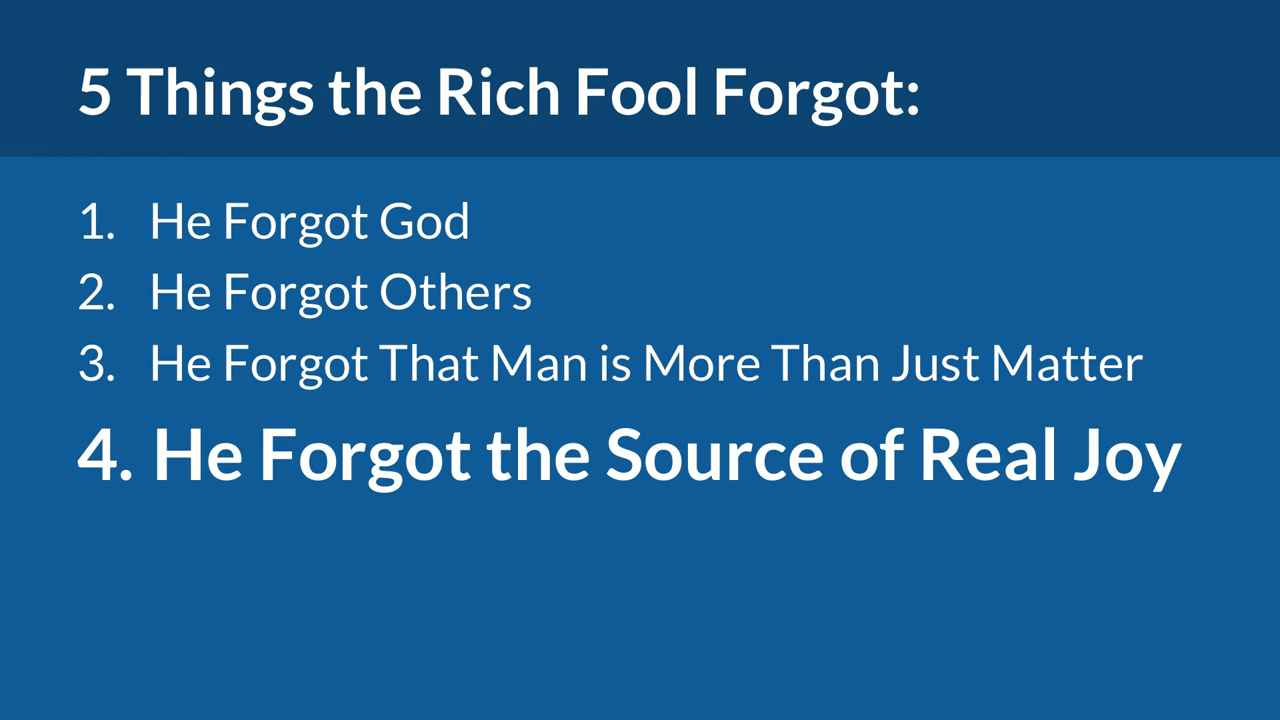 5 Things the Rich Fool Forgot:
1. He Forgot God
2. He Forgot Others
3. He Forgot That Man is More Than Just Matter
4. He Forgot the Source of Real Joy